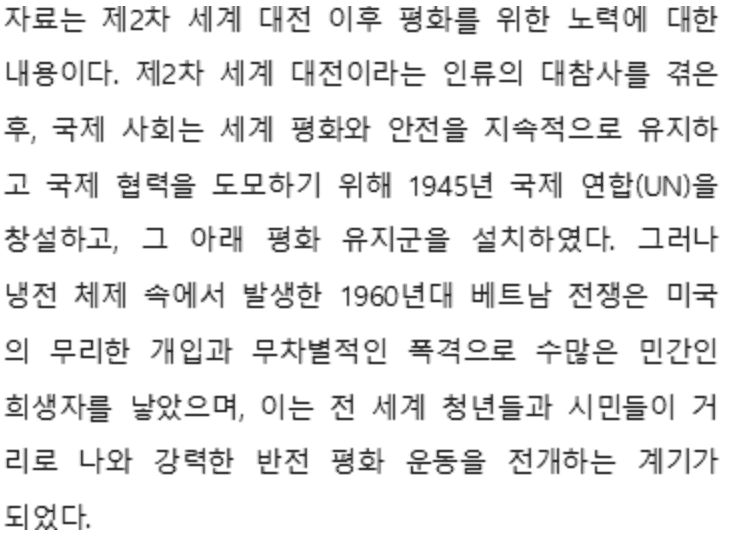 자료는 제2차 세계 대전 이후 평화를 위한 노력에 대한
내용이다. 제2차 세계 대전이라는 인류의 대참사를 겪은
후, 국제 사회는 세계 평화와 안전을 지속적으로 유지하
고 국제 협력을 도모하기 위해 1945년 국제 연합(UN)을
창설하고, 그 아래 평화 유지군을 설치하였다. 그러나
냉전 체제 속에서 발생한 1960년대 베트남 전쟁은 미국
의 무리한 개입과 무차별적인 폭격으로 수많은 민간인
희생자를 낳았으며, 이는 전 세계 청년들과 시민들이 거
리로 나와 강력한 반전 평화 운동을 전개하는 계기가
되었다.